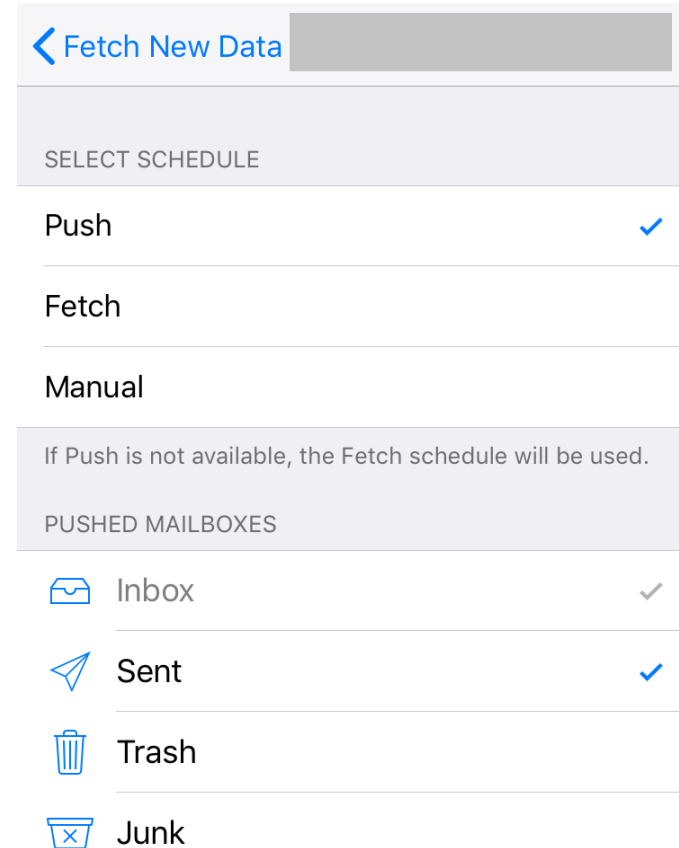 Fetch New Data
SELECT SCHEDULE
Push
Fetch
Manual
If Push is not available, the Fetch schedule will be used.
PUSHED MAILBOXES
Inbox
Sent
Trash
Junk